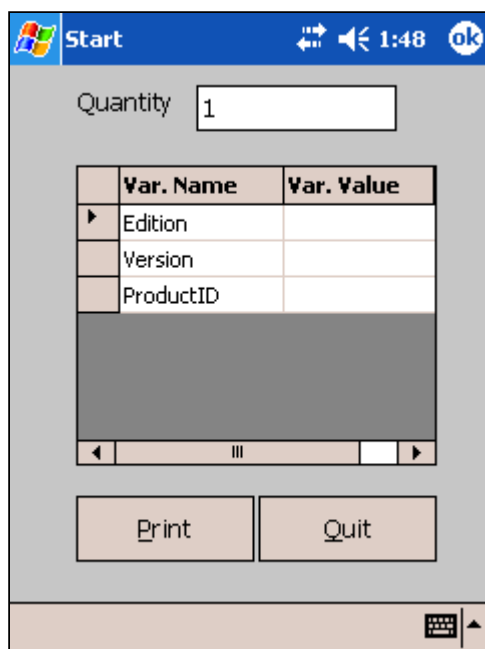 Start 1:48 ok
Quantity 1
Var. Name Var. Value
Edition
Version
ProductID
Print Quit